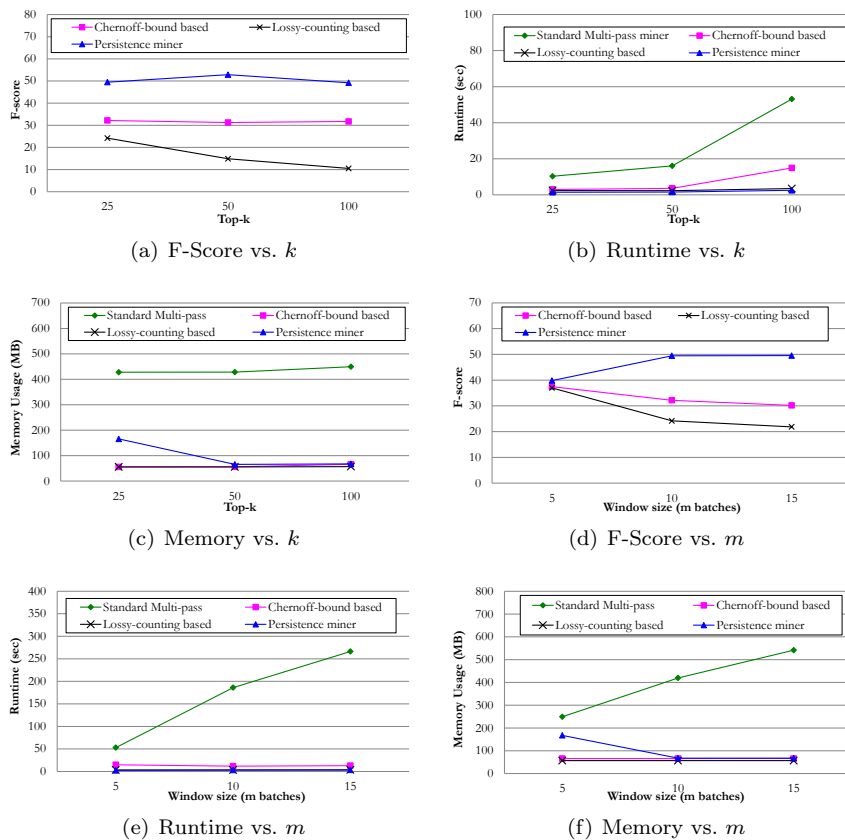 80
70
60
50
40
30
20
10
0
F-score
Chernoff-bound based
Lossy-counting based
Persistence miner
25
50
100
Top-k
(a) F-Score vs. k
100
80
60
40
20
0
Runtime (sec)
Standard Multi-pass miner
Chernoff-bound based
Lossy-counting based
Persistence miner
25
50
100
Top-k
(b) Runtime vs. k
700
600
500
400
300
200
100
0
Memory Usage (MB)
Standard Multi-pass
Chernoff-bound based
Lossy-counting based
Persistence miner
25
50
100
Top-k
(c) Memory vs. k
70
60
50
40
30
20
10
0
F-score
Chernoff-bound based
Lossy-counting based
Persistence miner
5
10
15
Window size (m batches)
(d) F-Score vs. m
400
350
300
250
200
150
100
50
0
Runtime (sec)
Standard Multi-pass
Chernoff-bound based
Lossy-counting based
Persistence miner
5
10
15
Window size (m batches)
(e) Runtime vs. m
800
700
600
500
400
300
200
100
0
Memory Usage (MB)
Standard Multi-pass
Chernoff-bound based
Lossy-counting based
Persistence miner
5
10
15
Window size (m batches)
(f) Memory vs. m